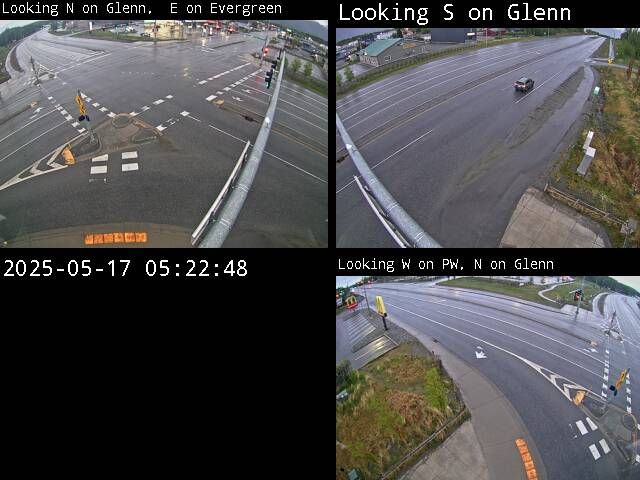 Looking N on Glenn, E on Evergreen
Looking S on Glenn
2025-05-17 05:22:48
Looking W on PW, N on Glenn